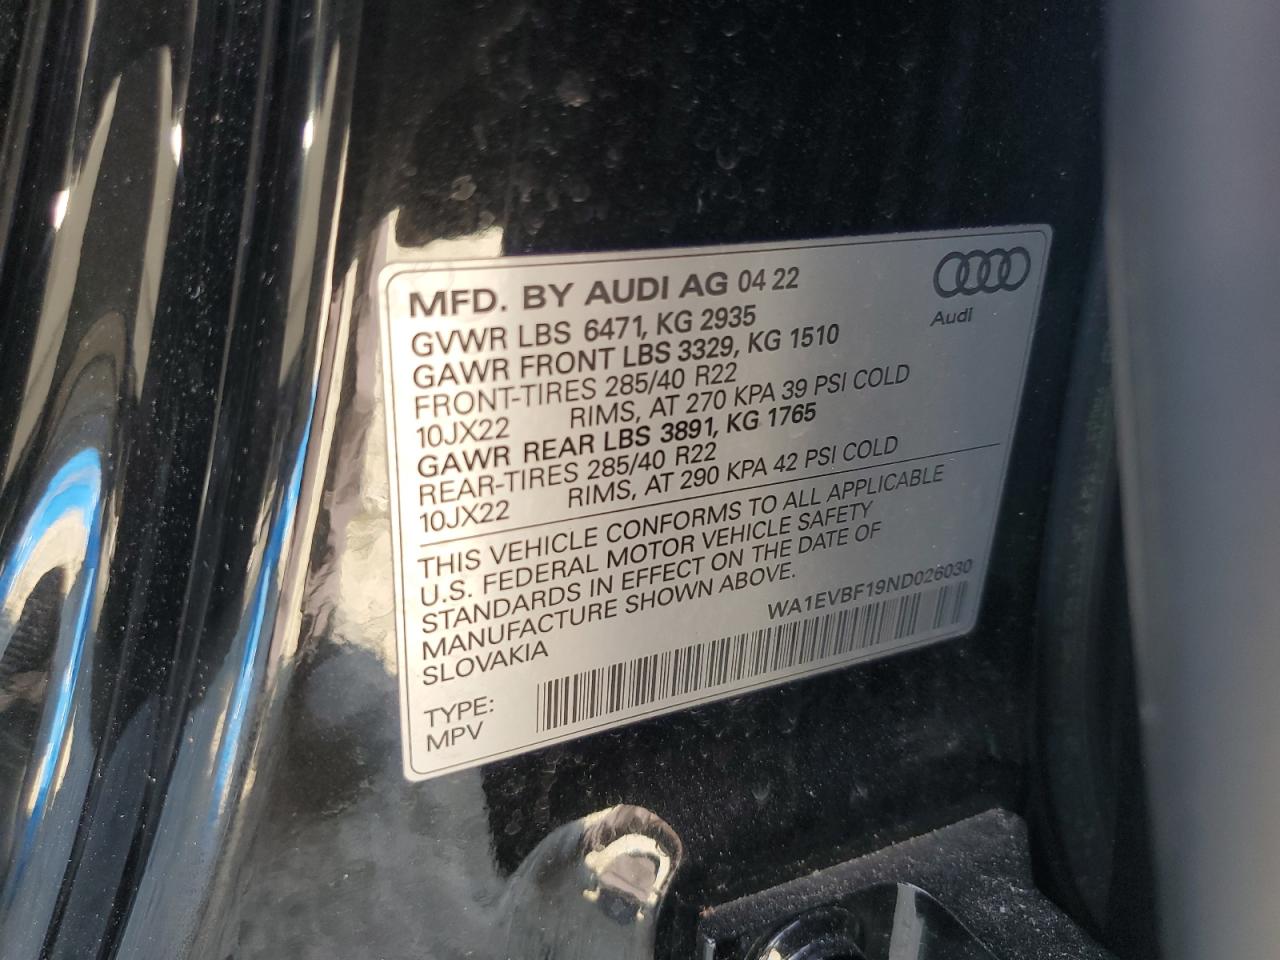 MFD. BY AUDI AG 04 22
Audi
GVWR LBS 6471, KG 2935
GAWR FRONT LBS 3329, KG 1510
FRONT-TIRES 285/40 R22
10JX22 RIMS, AT 270 KPA 39 PSI COLD
GAWR REAR LBS 3891, KG 1765
REAR-TIRES 285/40 R22
10JX22 RIMS, AT 290 KPA 42 PSI COLD
THIS VEHICLE CONFORMS TO ALL APPLICABLE
U.S. FEDERAL MOTOR VEHICLE SAFETY
STANDARDS IN EFFECT ON THE DATE OF
MANUFACTURE SHOWN ABOVE.
SLOVAKIA
WA1EVBF19ND026030
TYPE:
MPV